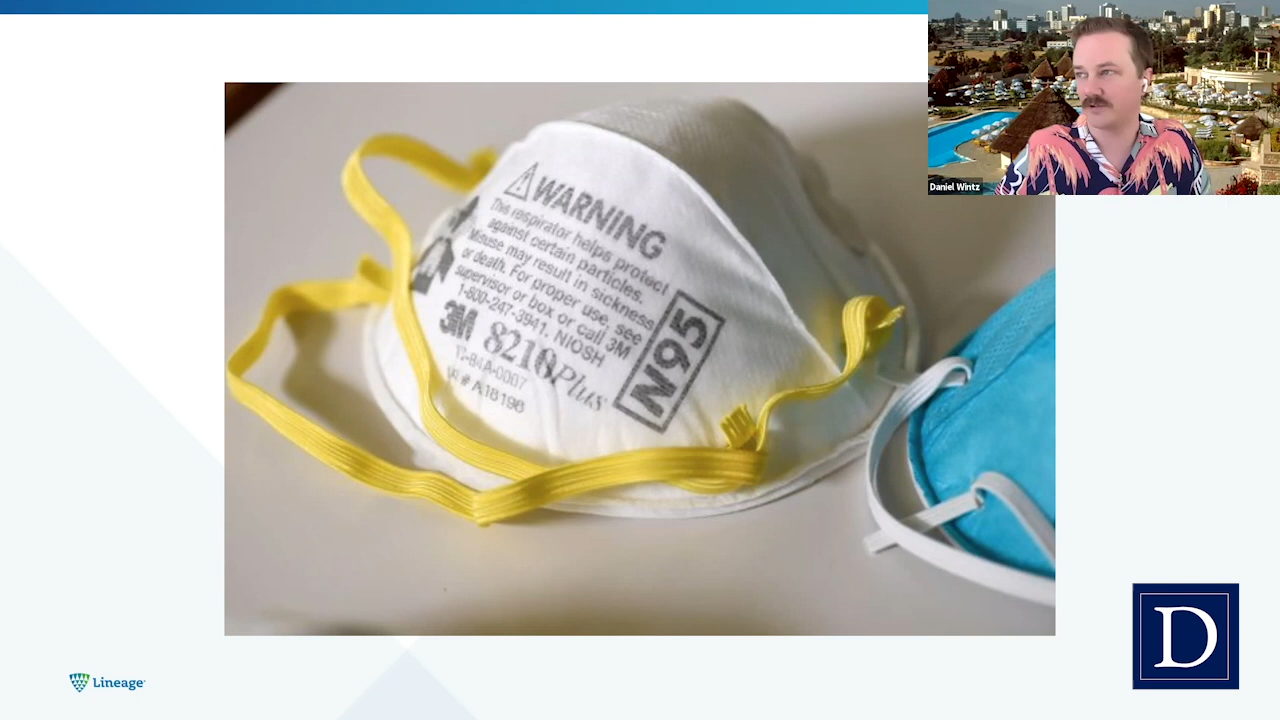 Daniel Wintz
WARNING
This respirator helps protect
against certain particles.
Misuse may result in sickness
or death. For proper use, see
supervisor or box or call 3M
1-800-247-3941. NIOSH
3M 8210Plus
N95
Lineage
D